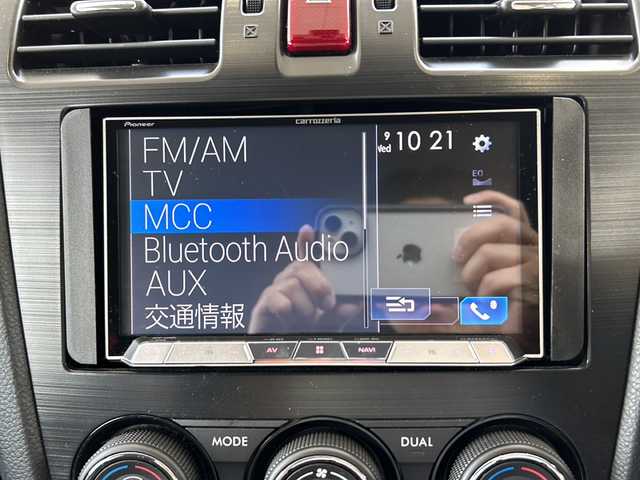 Pioneer
carrozzeria
FM/AM
TV
MCC
Bluetooth Audio
AUX
交通情報
9
Wed
10 21
EQ
AV
NAVI
MODE
DUAL